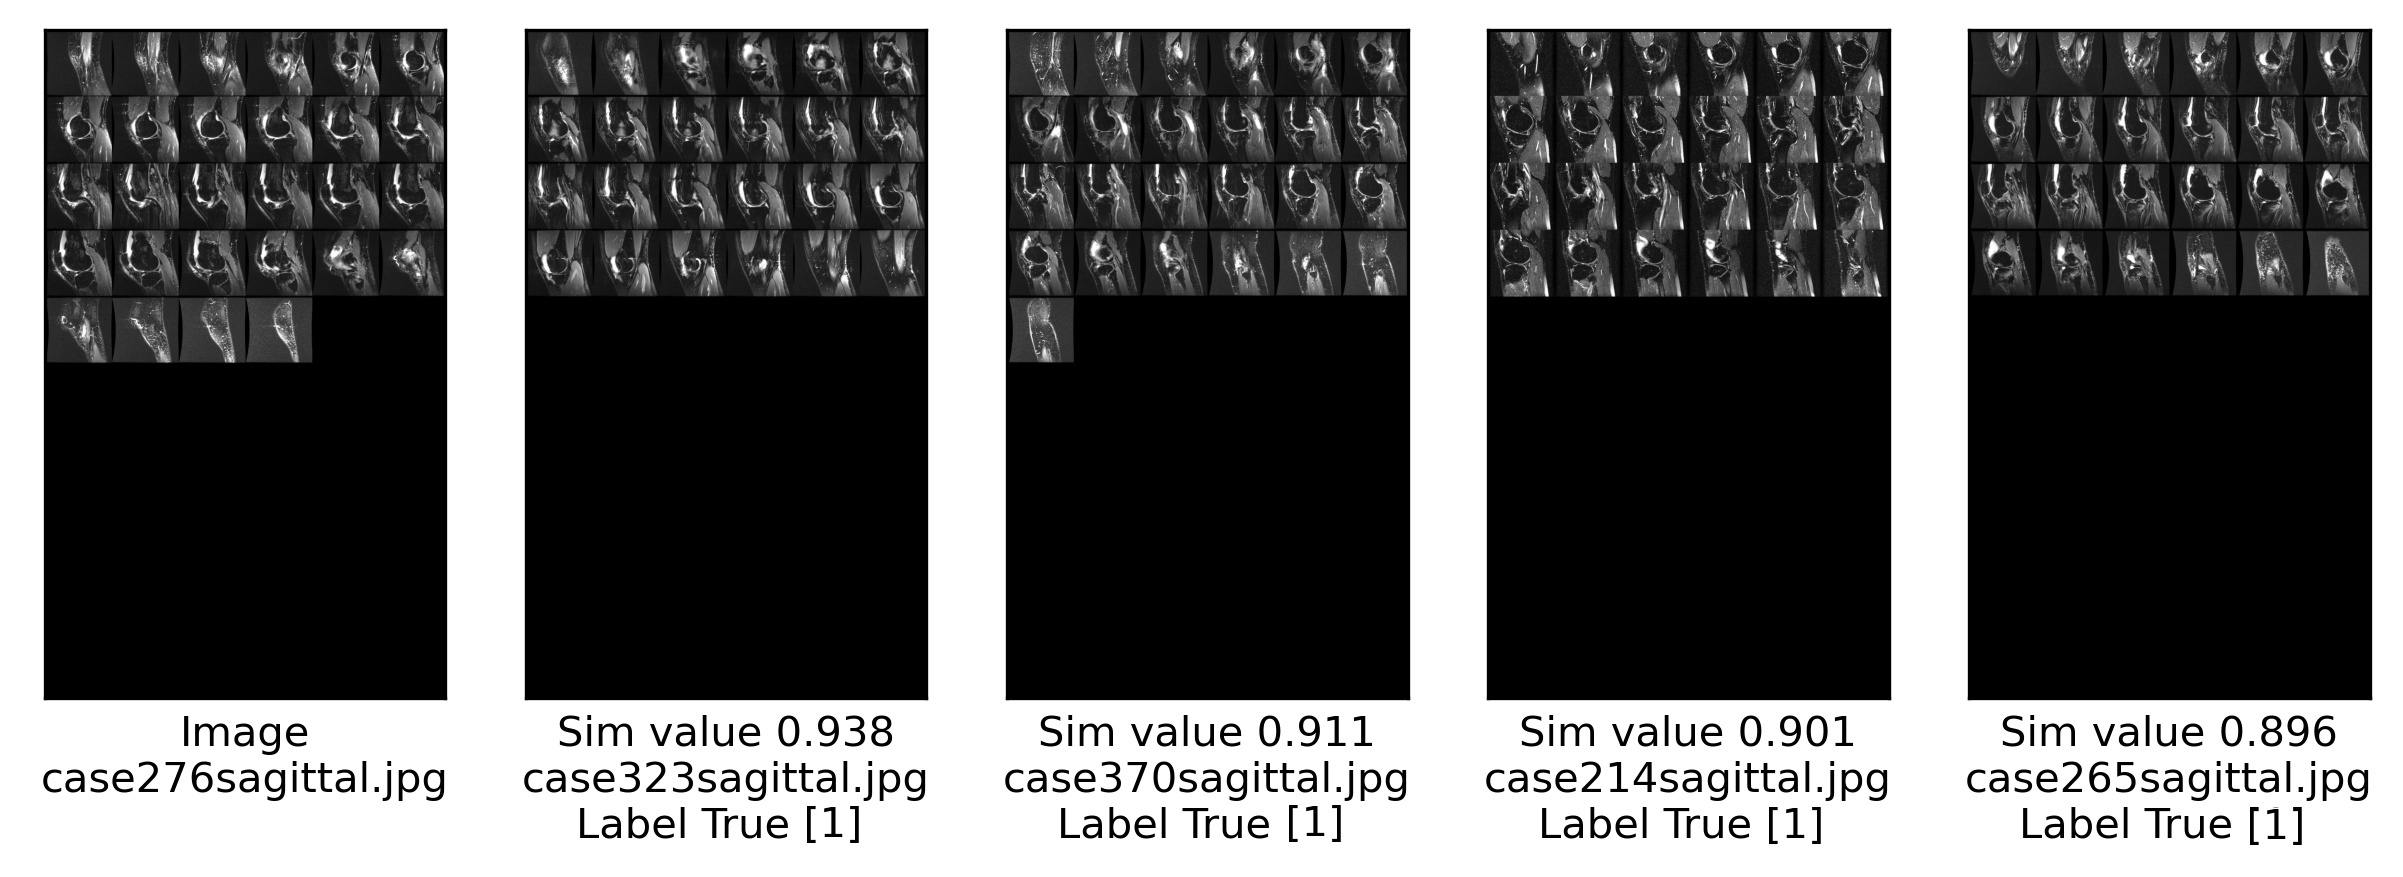 Image
case276sagittal.jpg
Sim value 0.938
case323sagittal.jpg
Label True [1]
Sim value 0.911
case370sagittal.jpg
Label True [1]
Sim value 0.901
case214sagittal.jpg
Label True [1]
Sim value 0.896
case265sagittal.jpg
Label True [1]